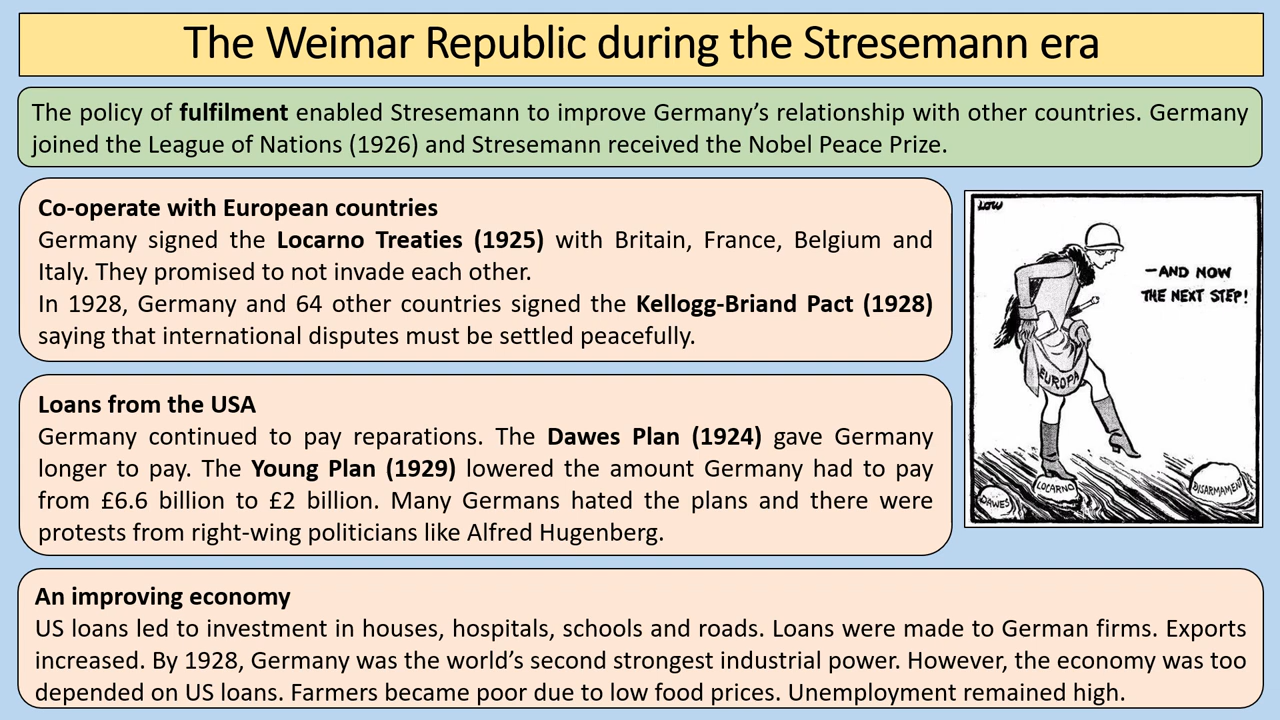 The Weimar Republic during the Stresemann era
The policy of fulfilment enabled Stresemann to improve Germany’s relationship with other countries. Germany
joined the League of Nations (1926) and Stresemann received the Nobel Peace Prize.
Co-operate with European countries
Germany signed the Locarno Treaties (1925) with Britain, France, Belgium and
Italy. They promised to not invade each other.
In 1928, Germany and 64 other countries signed the Kellogg-Briand Pact (1928)
saying that international disputes must be settled peacefully.
LOW
—AND NOW
THE NEXT STEP!
EUROPA
LOCARNO
DAWES
DISARMAMENT
Loans from the USA
Germany continued to pay reparations. The Dawes Plan (1924) gave Germany
longer to pay. The Young Plan (1929) lowered the amount Germany had to pay
from £6.6 billion to £2 billion. Many Germans hated the plans and there were
protests from right-wing politicians like Alfred Hugenberg.
An improving economy
US loans led to investment in houses, hospitals, schools and roads. Loans were made to German firms. Exports
increased. By 1928, Germany was the world’s second strongest industrial power. However, the economy was too
depended on US loans. Farmers became poor due to low food prices. Unemployment remained high.